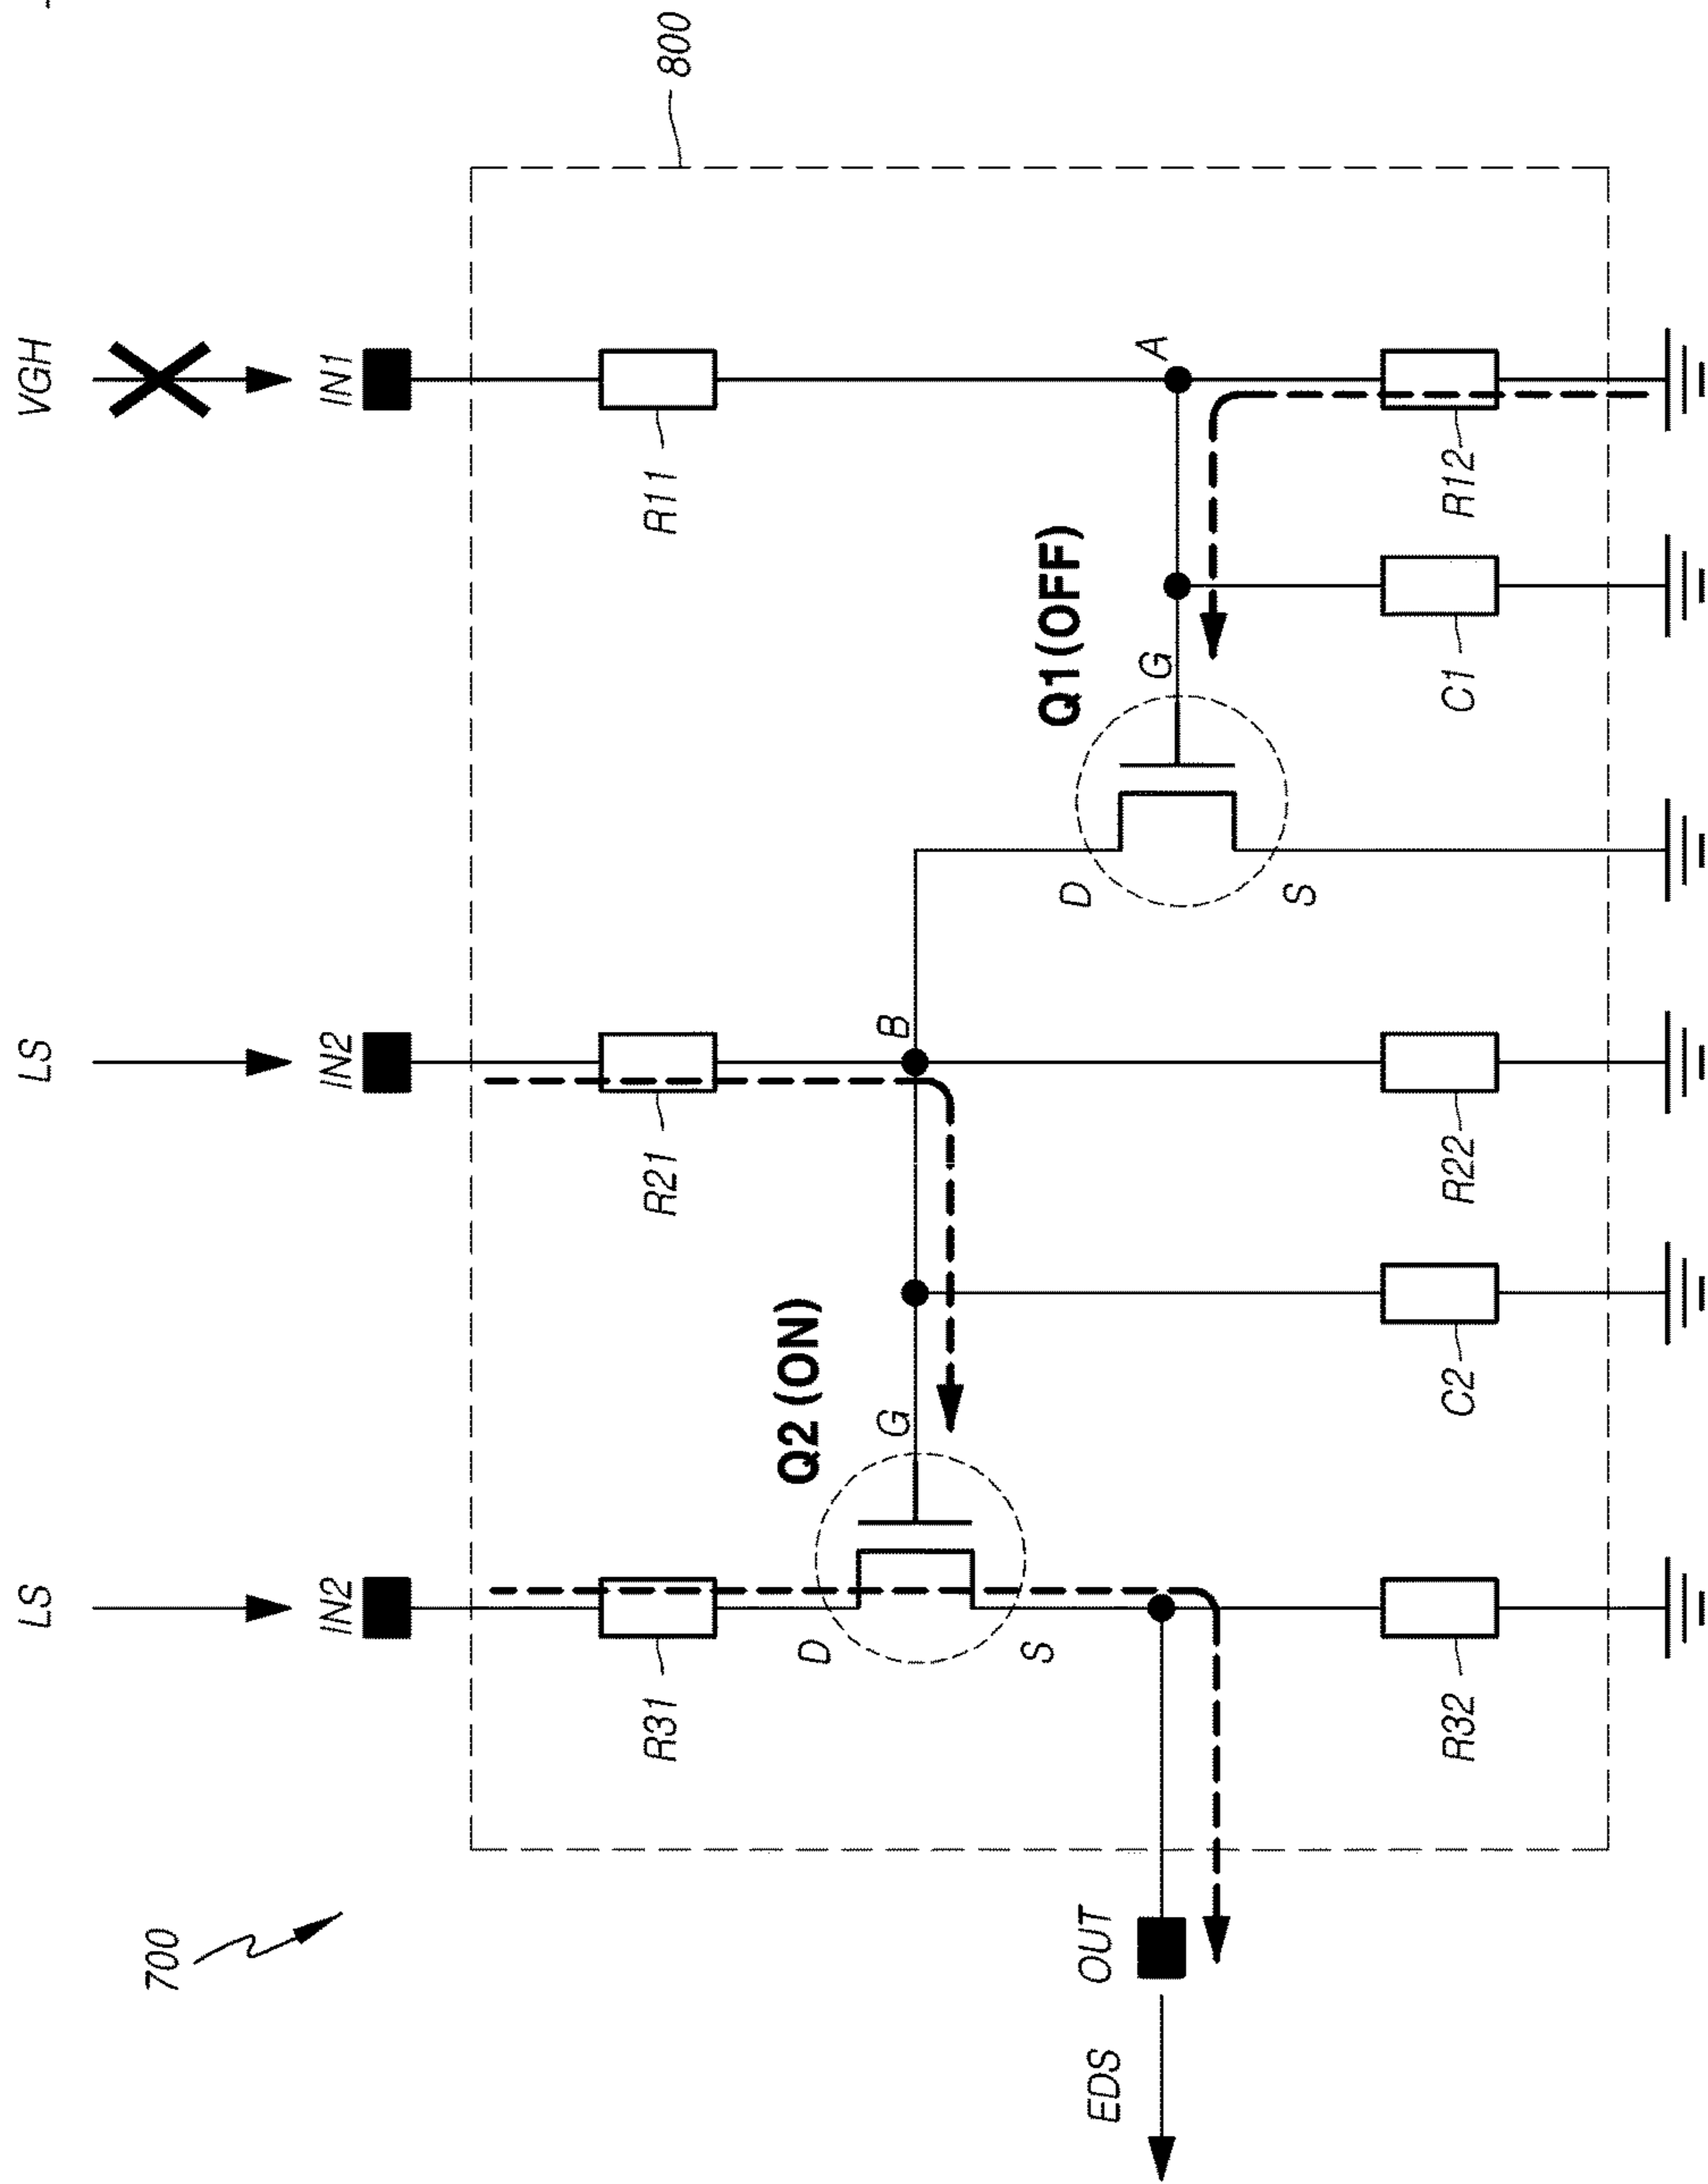 700
LS
LS
VGH
IN2
IN2
IN1
800
R31
R21
R11
Q2 (ON)
D
G
B
S
Q1(OFF)
D
G
A
S
EDS
OUT
R32
C2
R22
C1
R12